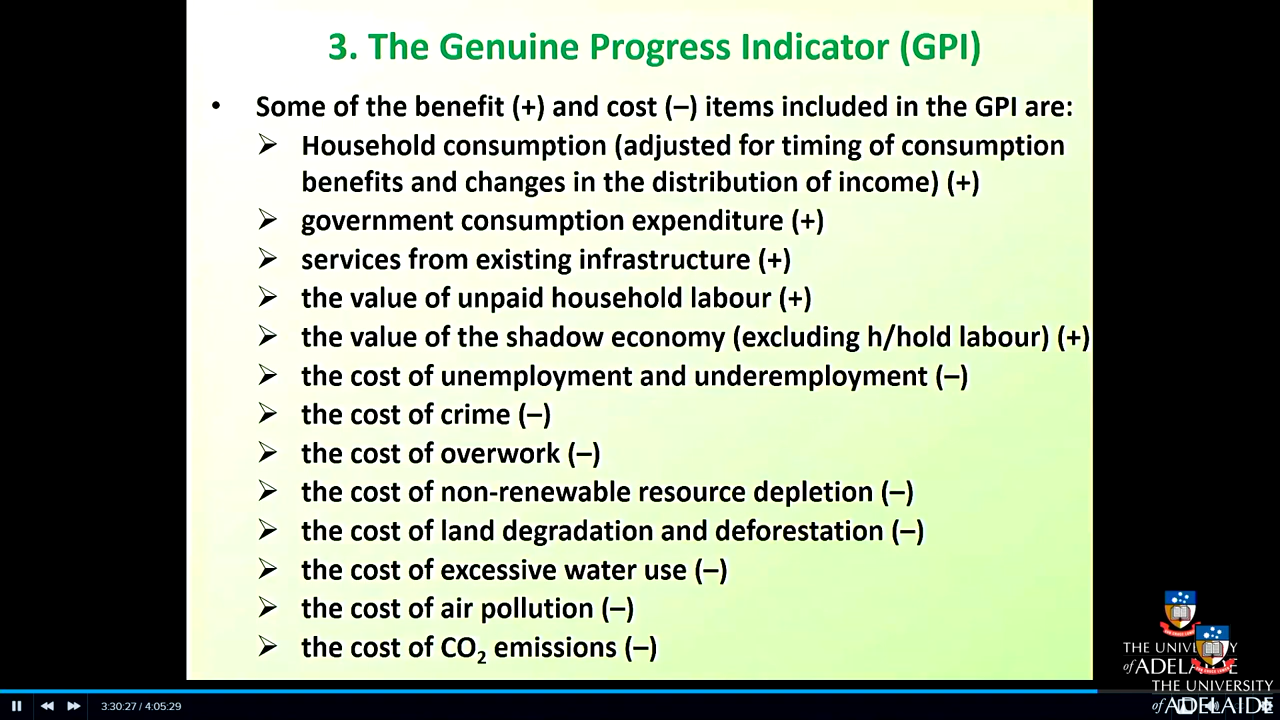 3. The Genuine Progress Indicator (GPI)
• Some of the benefit (+) and cost (–) items included in the GPI are:
➢ Household consumption (adjusted for timing of consumption
benefits and changes in the distribution of income) (+)
➢ government consumption expenditure (+)
➢ services from existing infrastructure (+)
➢ the value of unpaid household labour (+)
➢ the value of the shadow economy (excluding h/hold labour) (+)
➢ the cost of unemployment and underemployment (–)
➢ the cost of crime (–)
➢ the cost of overwork (–)
➢ the cost of non-renewable resource depletion (–)
➢ the cost of land degradation and deforestation (–)
➢ the cost of excessive water use (–)
➢ the cost of air pollution (–)
➢ the cost of CO₂ emissions (–)
THE UNIVERSITY
of ADELAIDE
THE UNIVERSITY
of ADELAIDE
3:30:27 / 4:05:29